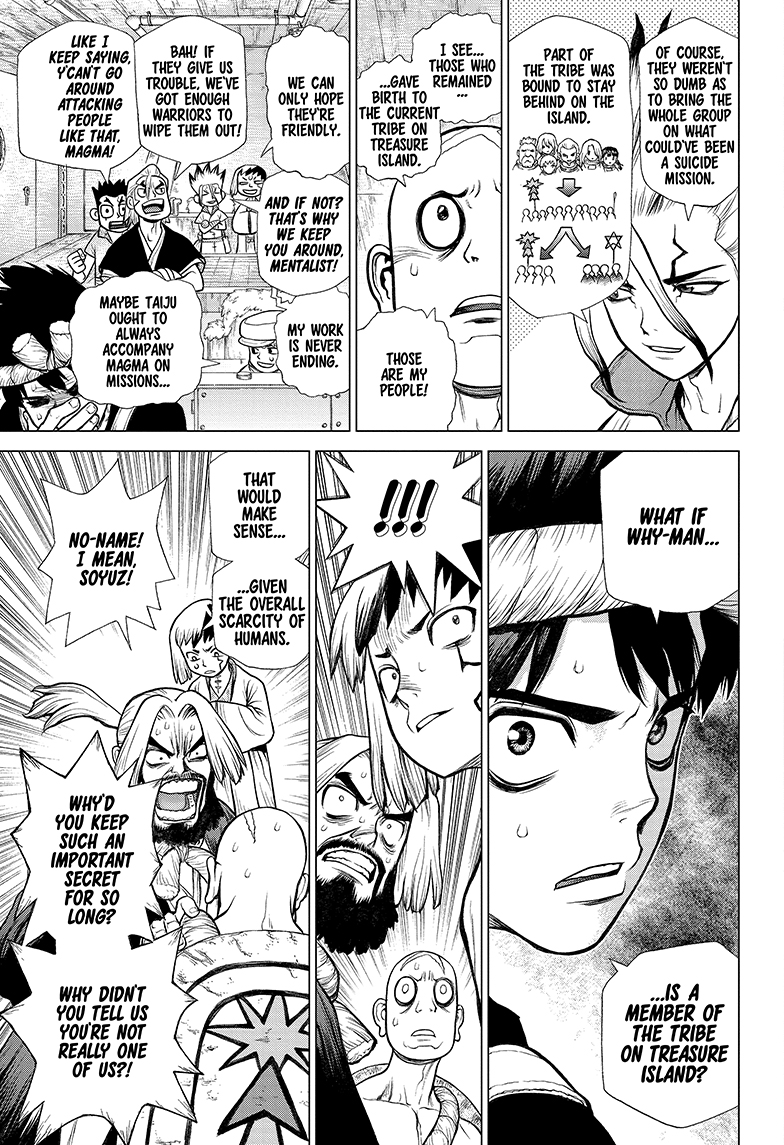 OF COURSE,
THEY WEREN'T
SO DUMB AS
TO BRING THE
WHOLE GROUP
ON WHAT
COULD'VE BEEN
A SUICIDE
MISSION.
PART OF
THE TRIBE WAS
BOUND TO STAY
BEHIND ON THE
ISLAND.
I SEE...
THOSE WHO
REMAINED
...
...GAVE
BIRTH TO
THE CURRENT
TRIBE ON
TREASURE
ISLAND.
THOSE
ARE MY
PEOPLE!
WE CAN
ONLY HOPE
THEY'RE
FRIENDLY.
AND IF NOT?
THAT'S WHY
WE KEEP
YOU AROUND,
MENTALIST!
MY WORK
IS NEVER
ENDING.
BAH! IF
THEY GIVE US
TROUBLE, WE'VE
GOT ENOUGH
WARRIORS TO
WIPE THEM OUT!
LIKE I
KEEP SAYING,
Y'CAN'T GO
AROUND
ATTACKING
PEOPLE
LIKE THAT,
MAGMA!
MAYBE TAIJU
OUGHT TO
ALWAYS
ACCOMPANY
MAGMA ON
MISSIONS...
WHAT IF
WHY-MAN...
...IS A
MEMBER OF
THE TRIBE
ON TREASURE
ISLAND?
!!!
THAT
WOULD
MAKE
SENSE...
...GIVEN
THE OVERALL
SCARCITY OF
HUMANS.
NO-NAME!
I MEAN,
SOYUZ!
WHY'D
YOU KEEP
SUCH AN
IMPORTANT
SECRET
FOR SO
LONG?
WHY DIDN'T
YOU TELL US
YOU'RE NOT
REALLY ONE
OF US?!